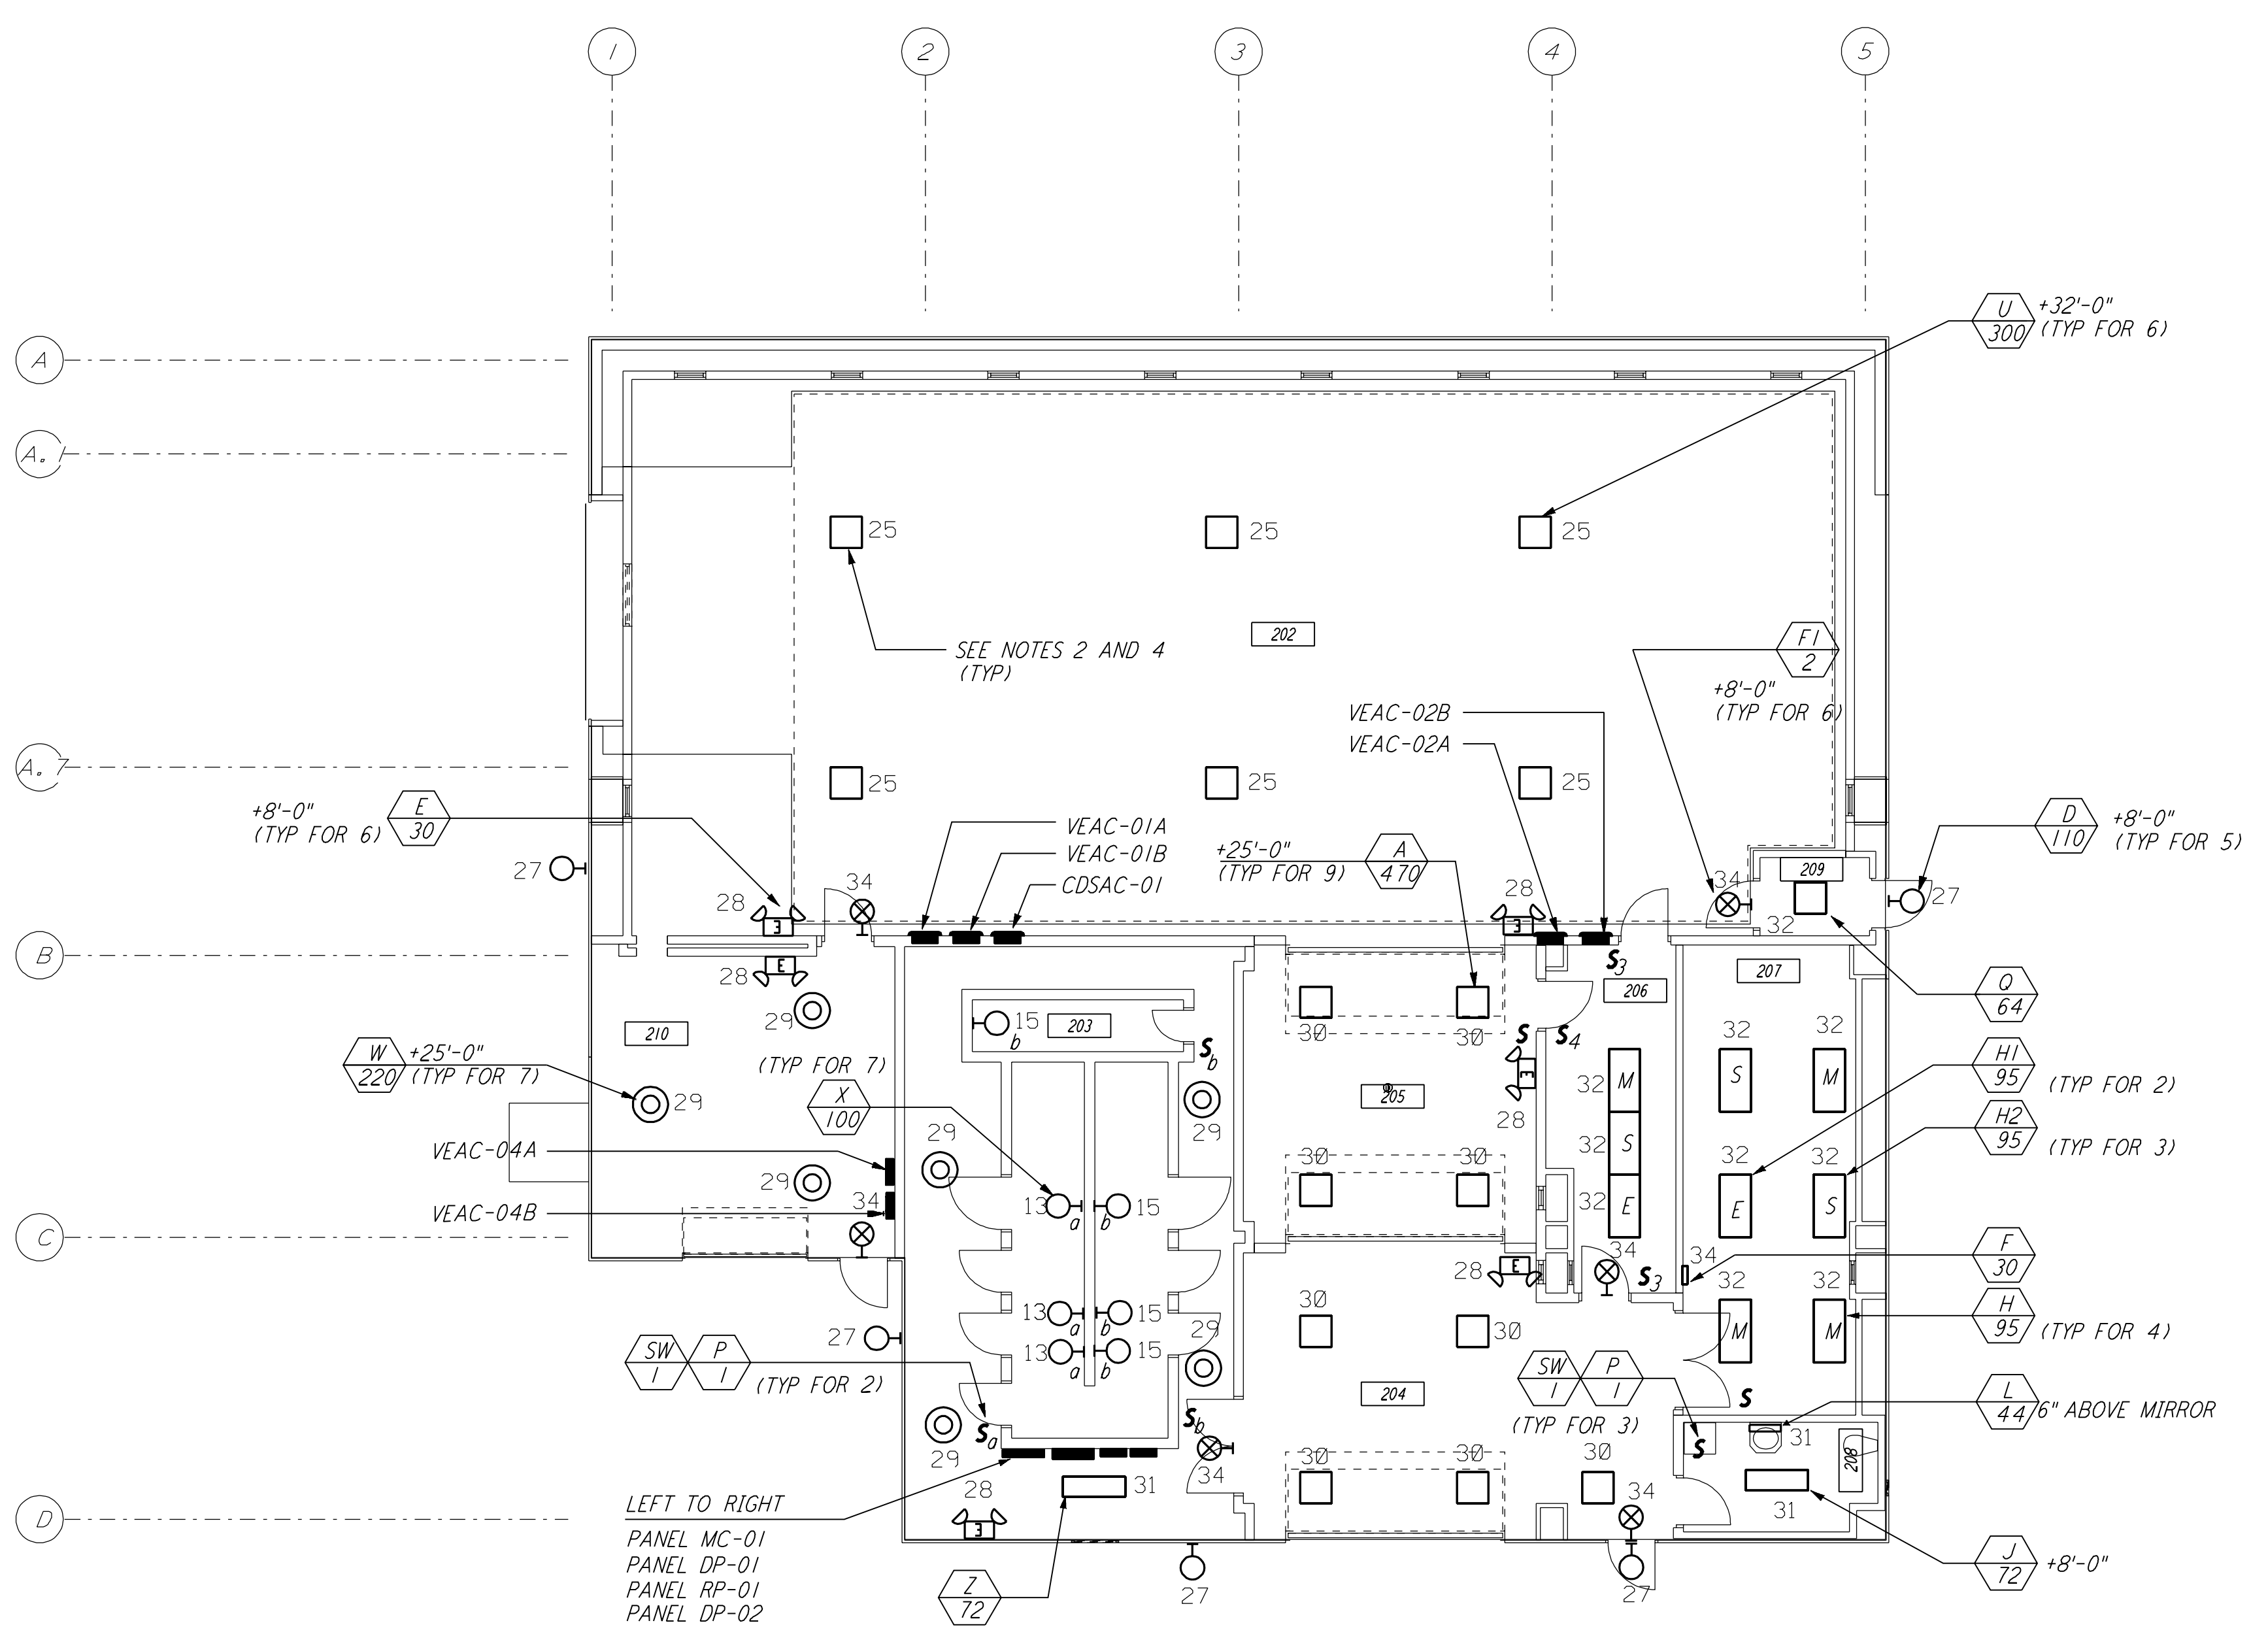 1
2
3
4
5
U
300
+32'-0"
(TYP FOR 6)
A
A.1
25
25
25
202
SEE NOTES 2 AND 4
(TYP)
F1
2
+8'-0"
(TYP FOR 6)
VEAC-02B
VEAC-02A
A.7
25
25
25
+8'-0"
(TYP FOR 6)
E
30
VEAC-01A
VEAC-01B
CDSAC-01
+25'-0"
(TYP FOR 9)
A
470
D
110
+8'-0"
(TYP FOR 5)
27
28
E
34
28
E
34
209
32
27
B
28
E
S3
206
207
Q
64
29
210
15
b
203
Sb
30
30
S
S4
W
220
+25'-0"
(TYP FOR 7)
(TYP FOR 7)
X
100
29
29
205
E
28
32
M
32
S
32
M
H1
95
(TYP FOR 2)
H2
95
(TYP FOR 3)
VEAC-04A
29
29
34
VEAC-04B
13
a
b
15
30
30
32
S
32
E
32
E
32
S
C
28
E
34
S3
34
32
32
F
30
27
13
a
b
15
13
a
b
15
29
30
30
M
M
H
95
(TYP FOR 4)
SW
1
P
1
(TYP FOR 2)
204
SW
1
P
1
(TYP FOR 3)
S
L
44
6" ABOVE MIRROR
Sa
29
Sb
34
30
30
30
S
31
208
28
E
31
34
31
D
LEFT TO RIGHT
PANEL MC-01
PANEL DP-01
PANEL RP-01
PANEL DP-02
Z
72
27
27
J
72
+8'-0"